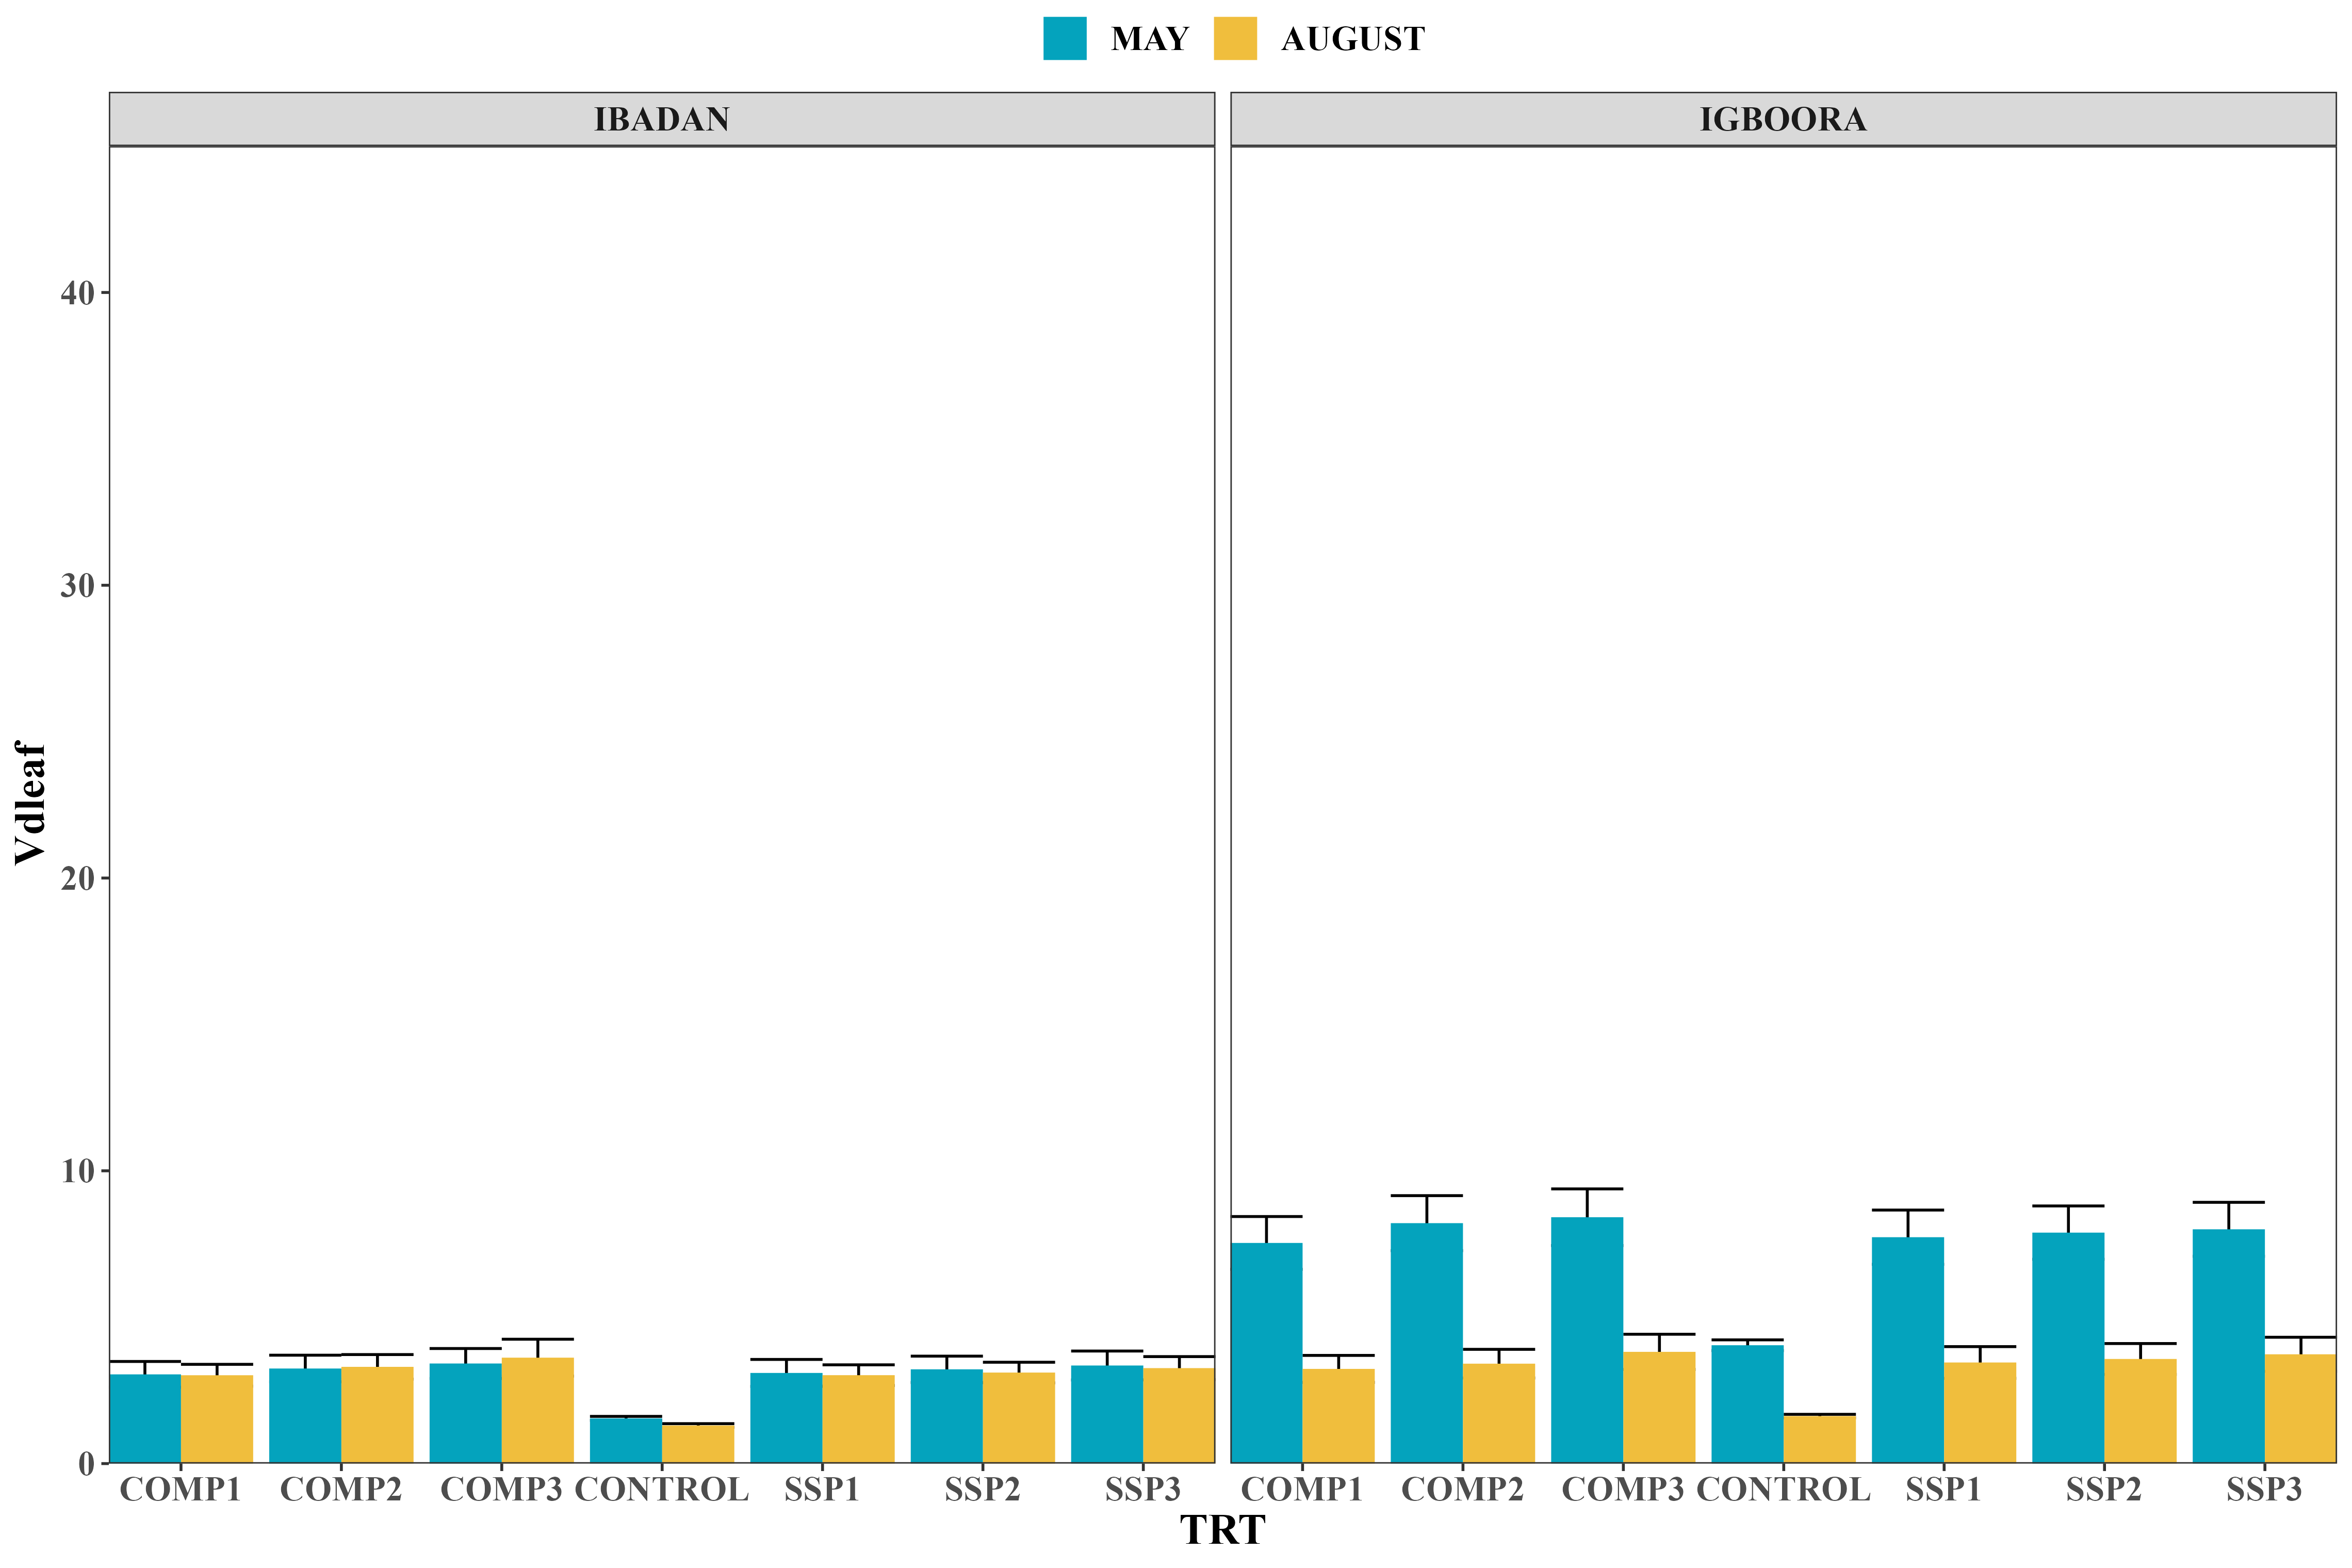 MAY AUGUST
IBADAN IGBOORA
Vdleaf
40
30
20
10
0
COMP1 COMP2 COMP3 CONTROL SSP1 SSP2 SSP3 COMP1 COMP2 COMP3 CONTROL SSP1 SSP2 SSP3
TRT